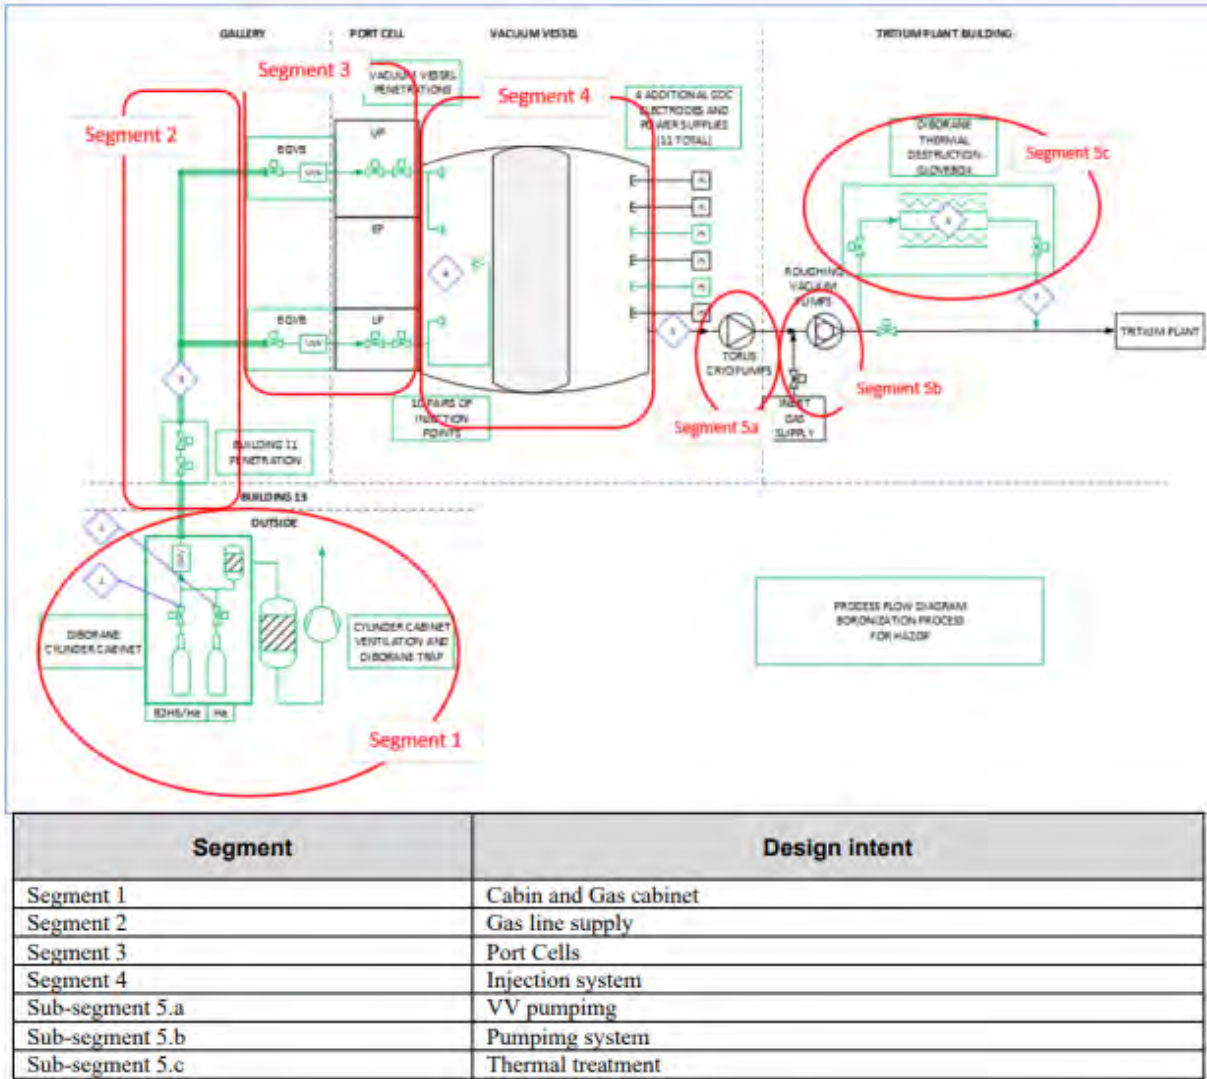 GALLERY
PORT CELL
VACUUM VESSEL
TRITIUM PLANT BUILDING
Segment 3
VACUUM VESSEL
PENETRATIONS
Segment 4
4 ADDITIONAL GDC
ELECTRODES AND
POWER SUPPLIES
(11 TOTAL)
Segment 2
DIBORANE
THERMAL
DESTRUCTION-
GLOVEBOX
Segment 5c
BGVB
UP
EP
ROUGHING
VACUUM
PUMPS
BGVB
LP
TRITIUM PLANT
TORUS
CRYOPUMPS
Segment 5b
Segment 5a
INERT
GAS
SUPPLY
10 PAIRS OF
INJECTION
POINTS
BUILDING 11
PENETRATION
BUILDING 13
OUTSIDE
DIBORANE
CYLINDER CABINET
CYLINDER CABINET
VENTILATION AND
DIBORANE TRAP
B2H6/He
He
Segment 1
PROCESS FLOW DIAGRAM
BORONIZATION PROCESS
FOR HAZOP
Segment Design intent
Segment 1 Cabin and Gas cabinet
Segment 2 Gas line supply
Segment 3 Port Cells
Segment 4 Injection system
Sub-segment 5.a VV pumpimg
Sub-segment 5.b Pumpimg system
Sub-segment 5.c Thermal treatment